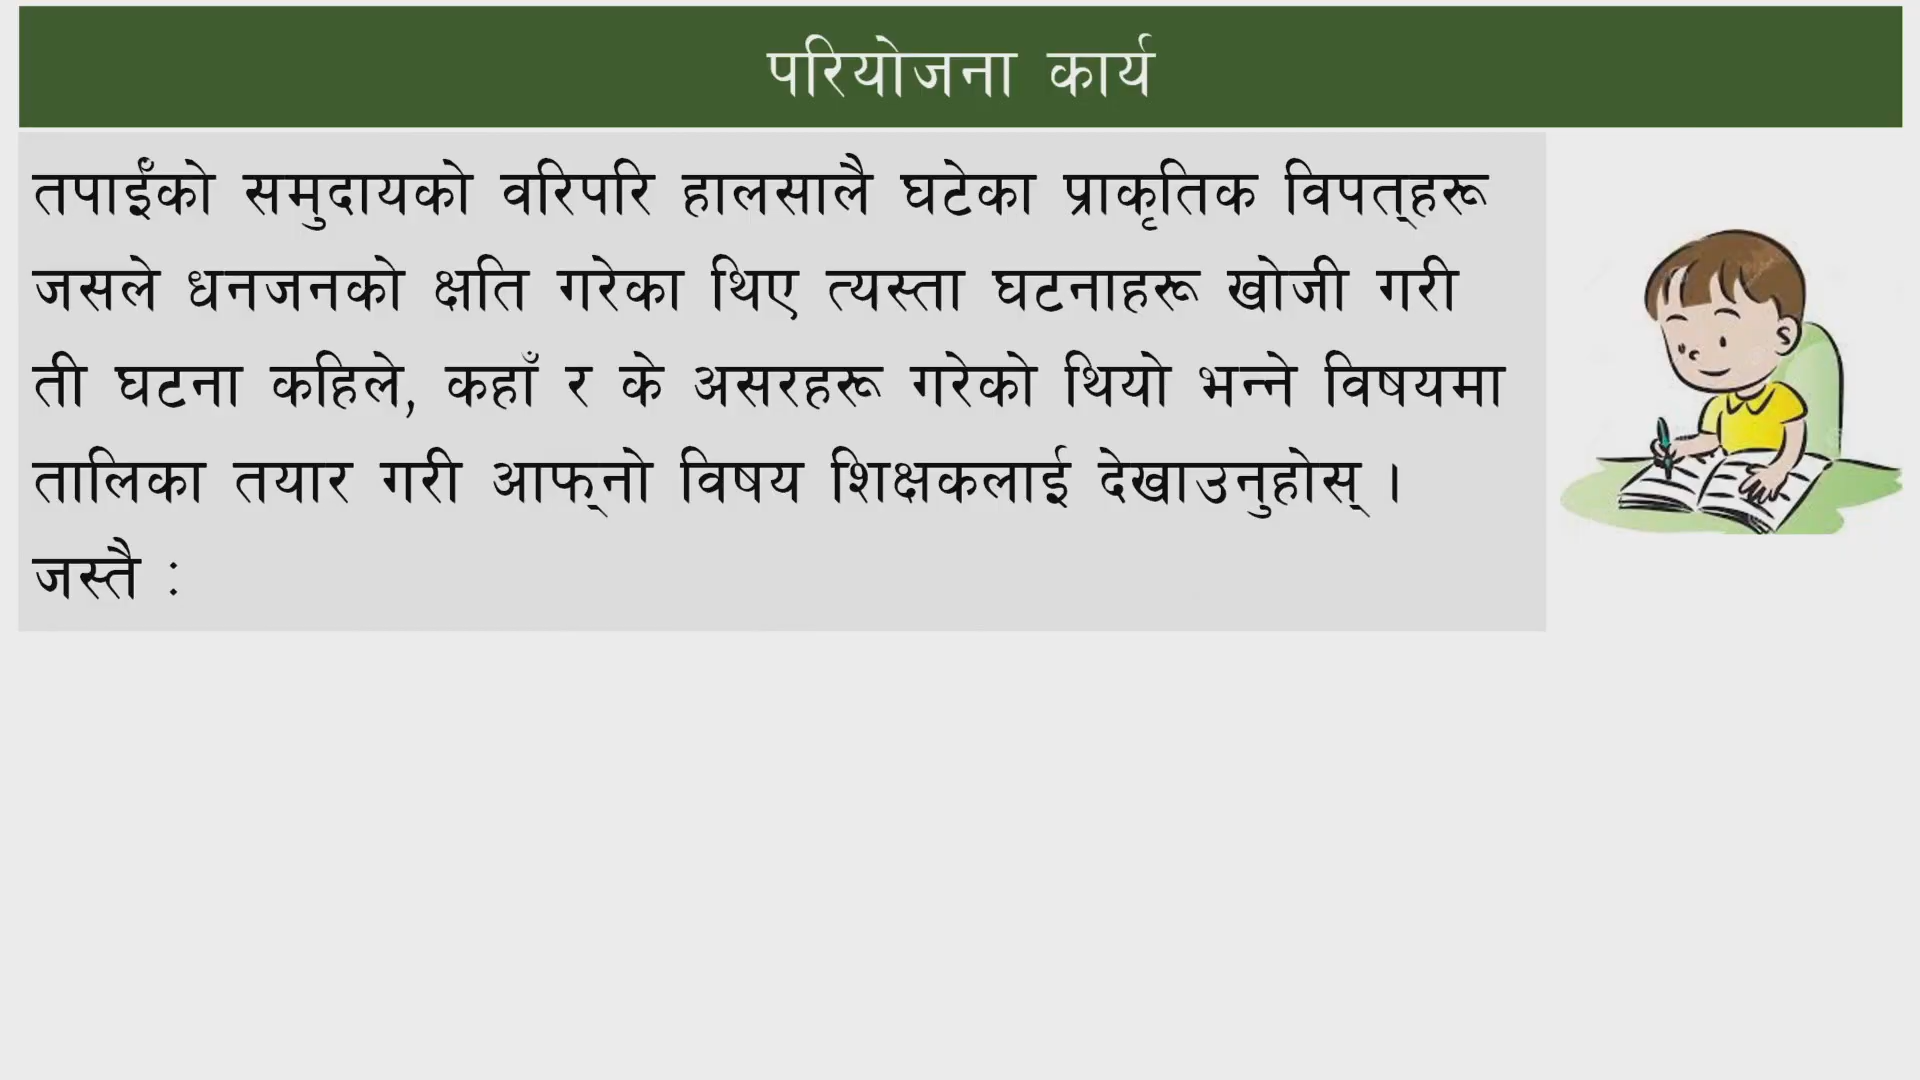 परियोजना कार्य
तपाईँको समुदायको वरिपरि हालसालै घटेका प्राकृतिक विपत्‌हरू
जसले धनजनको क्षति गरेका थिए त्यस्ता घटनाहरू खोजी गरी
ती घटना कहिले, कहाँ र के असरहरू गरेको थियो भन्ने विषयमा
तालिका तयार गरी आफ्‌नो विषय शिक्षकलाई देखाउनुहोस् ।
जस्तै :